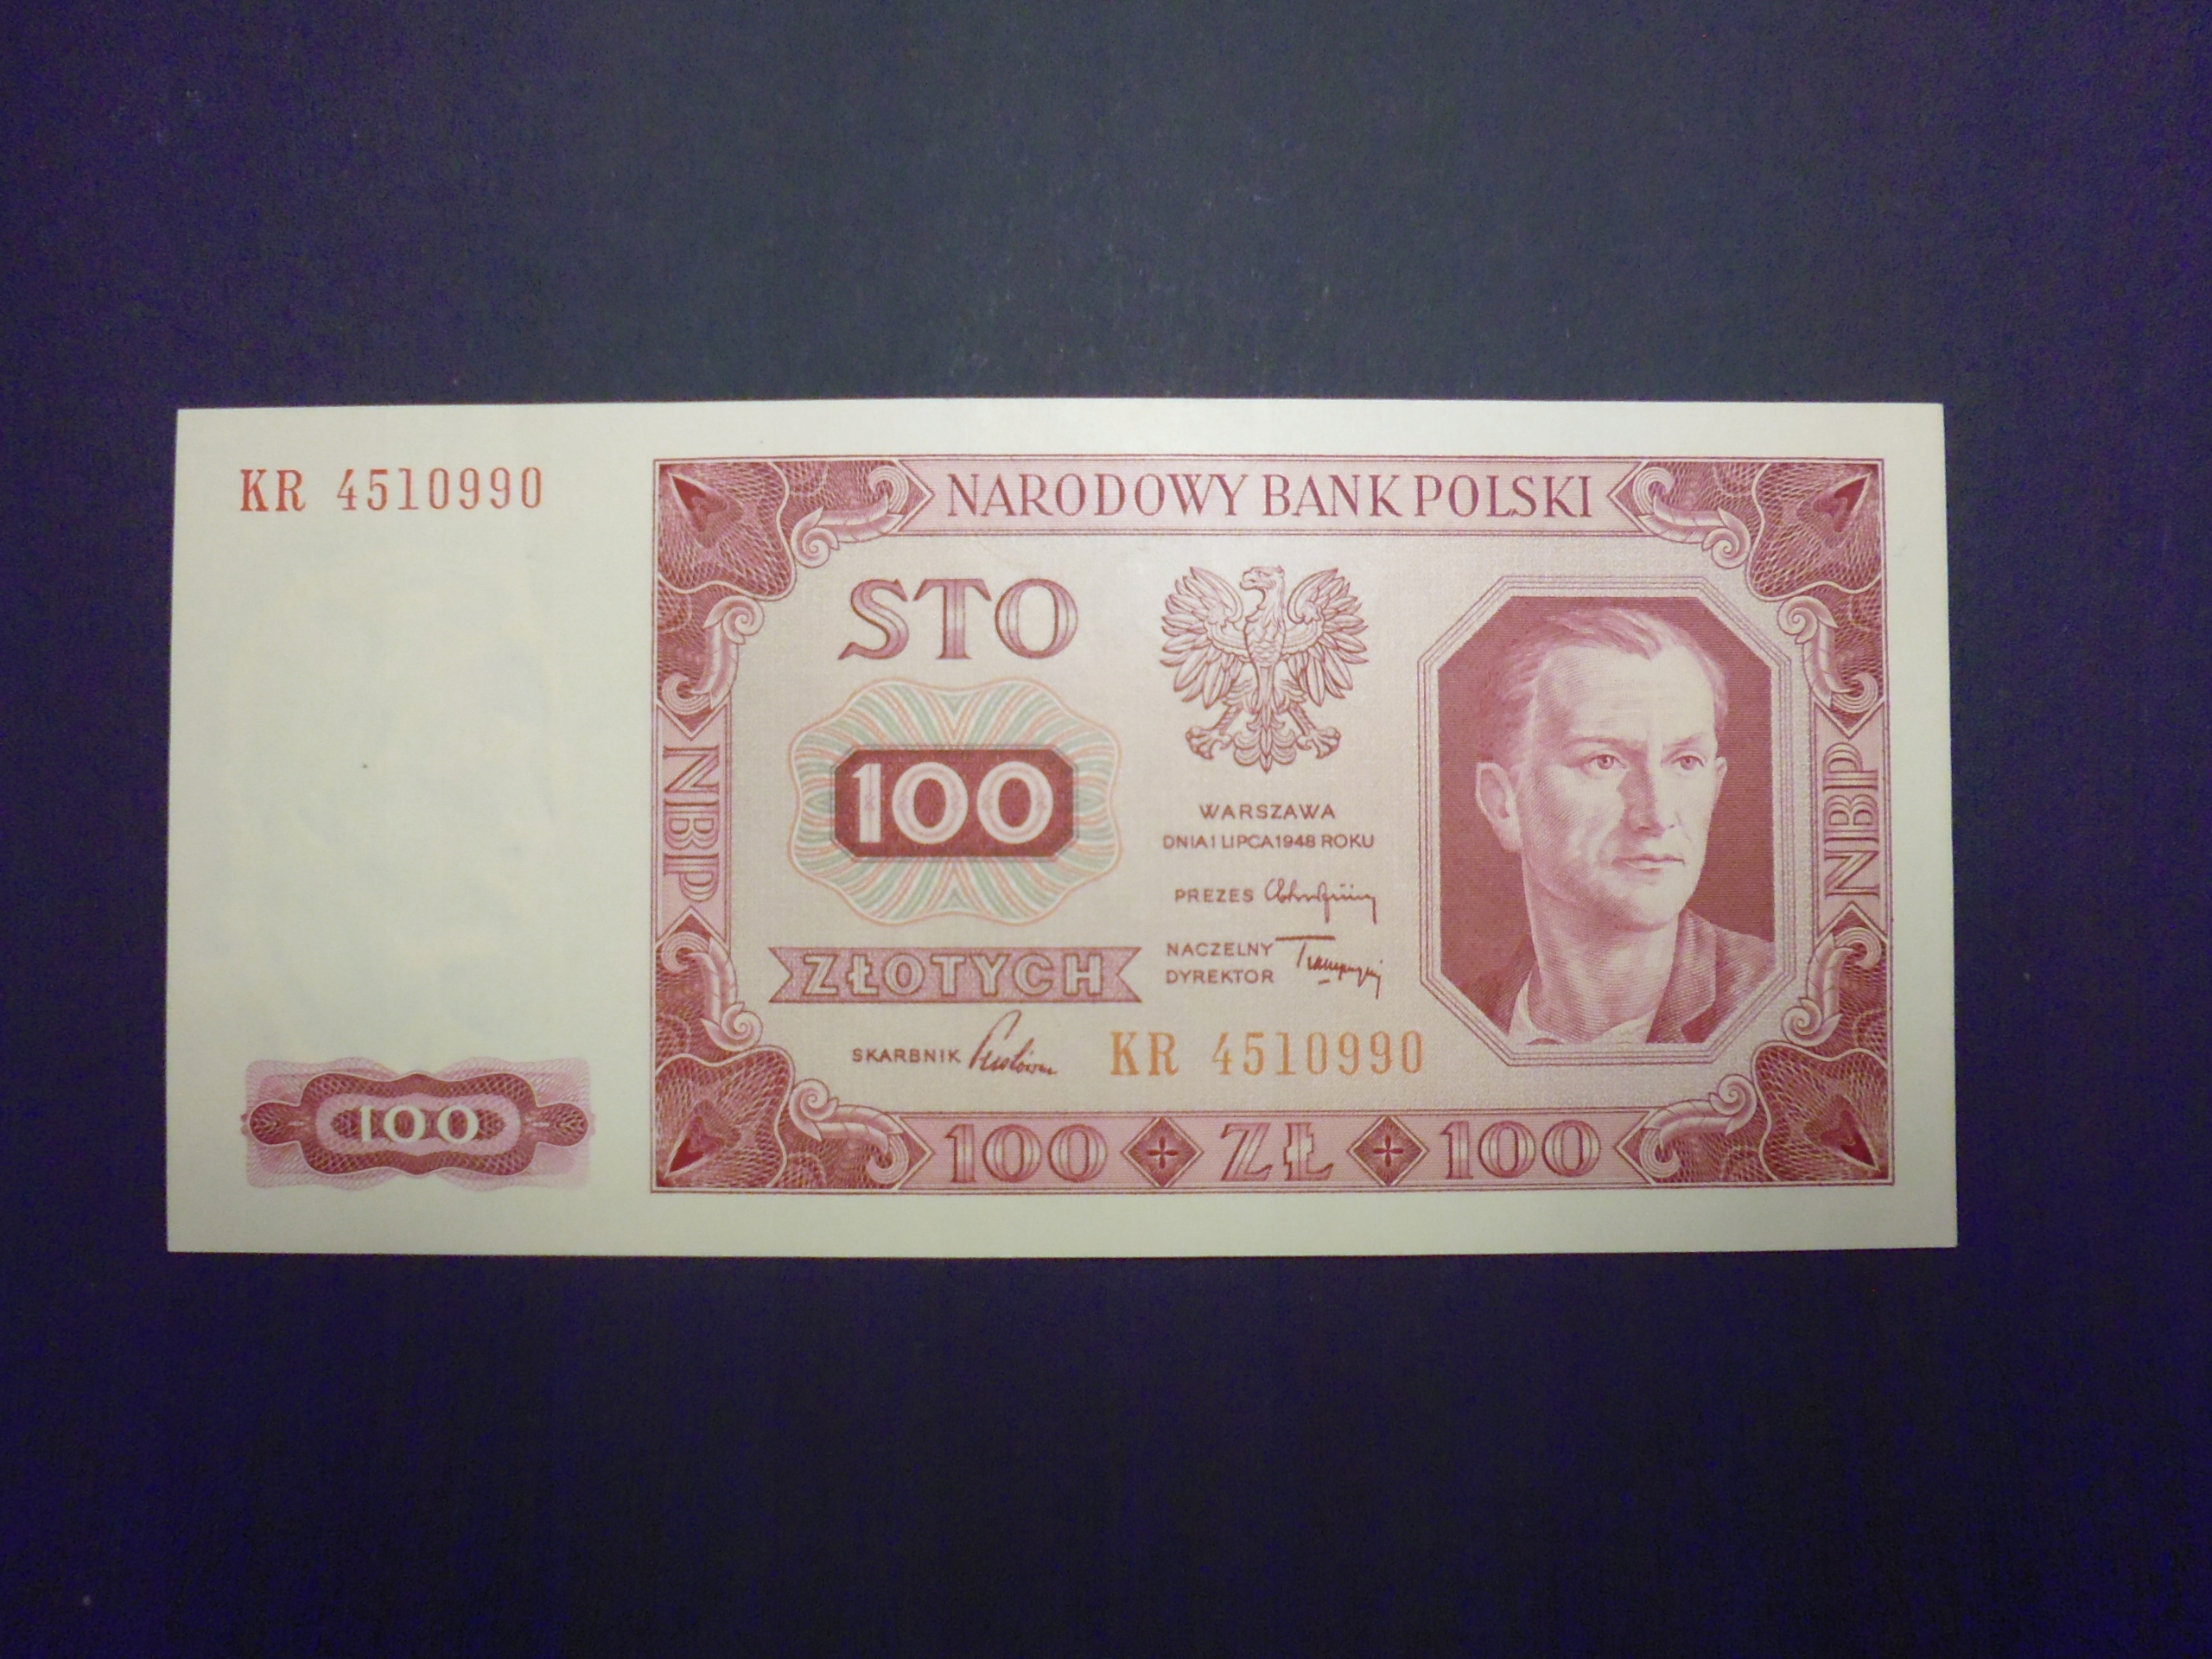 KR 4510990
NARODOWY BANK POLSKI
STO
100
ZŁOTYCH
WARSZAWA
DNIA 1 LIPCA 1948 ROKU
PREZES
NACZELNY
DYREKTOR
SKARBNIK
KR 4510990
NBP
NBP
100
100 ZŁ 100